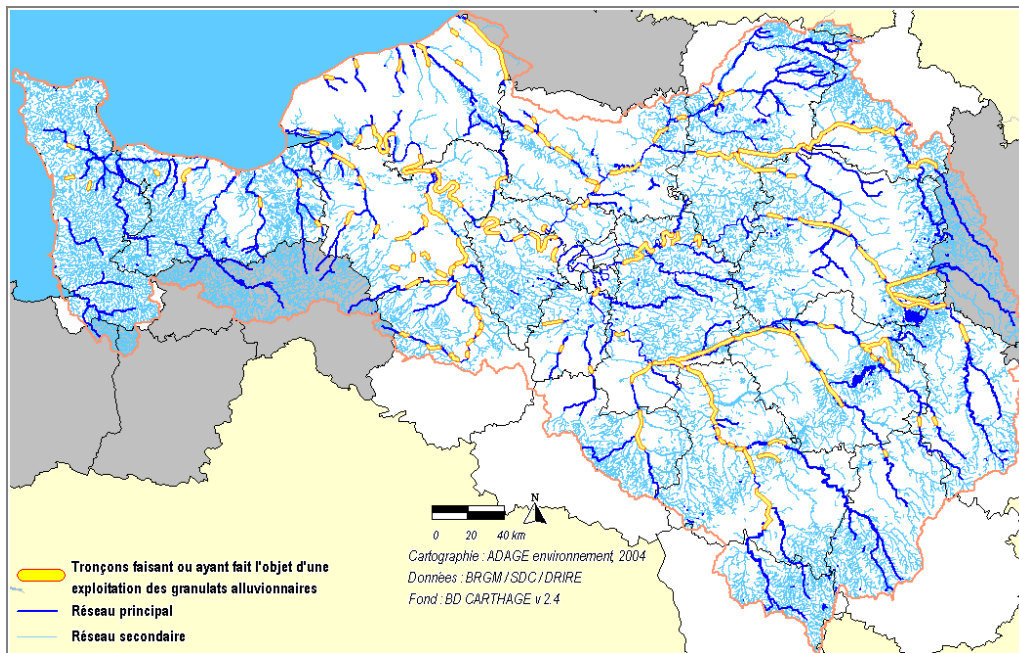 N
0 20 40 km
Cartographie : ADAGE environnement, 2004
Données : BRGM / SDC / DRIRE
Fond : BD CARTHAGE v 2.4
Tronçons faisant ou ayant fait l'objet d'une
exploitation des granulats alluvionnaires
Réseau principal
Réseau secondaire